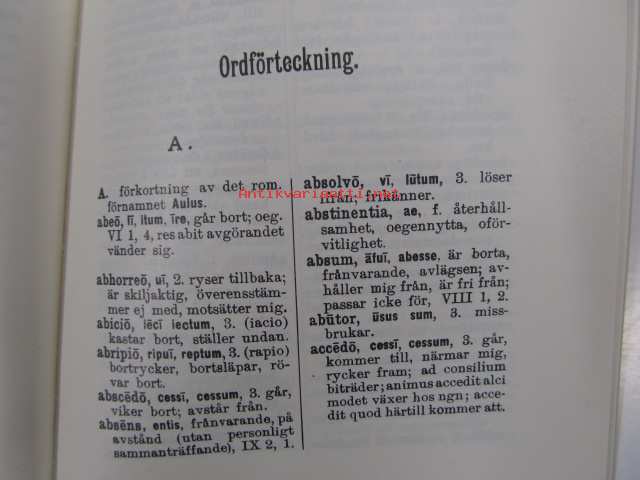 Ordförteckning.
A.
A. förkortning av det rom.
förnamnet Aulus.
abeō, iī, itum, īre, går bort; oeg.
VI 1, 4, res abit avgörandet
vänder sig.
abhorreō, uī, 2. ryser tillbaka;
är skiljaktig, överensstäm-
mer ej med, motsätter mig.
abiciō, iēcī iectum, 3. (iacio)
kastar bort, ställer undan.
abripiō, ripuī, reptum, 3. (rapio)
bortrycker, bortsläpar, rö-
var bort.
abscēdō, cessī, cessum, 3. går,
viker bort; avstår från.
absēns, entis, frånvarande, på
avstånd (utan personligt
sammanträffande), IX 2, 1.
absolvō, vī, lūtum, 3. löser
ifrån; frikänner.
abstinentia, ae, f. återhåll-
samhet, oegennytta, oför-
vitlighet.
absum, āfuī, abesse, är borta,
frånvarande, avlägsen; av-
håller mig från, är fri från;
passar icke för, VIII 1, 2.
abūtor, ūsus sum, 3. miss-
brukar.
accēdō, cessī, cessum, 3. går,
kommer till, närmar mig,
rycker fram; ad consilium
biträder; animus accedit alci
modet växer hos ngn; acce-
dit quod härtill kommer att.
Antikvariaatti.net